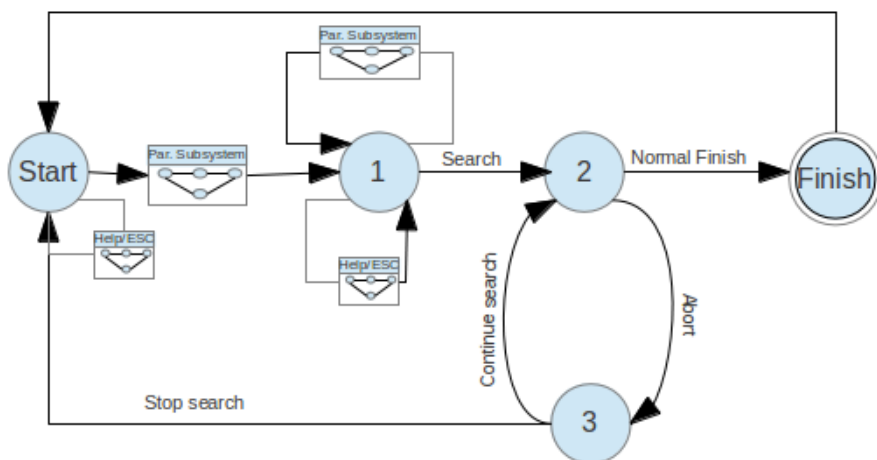 Par. Subsystem
Start
Par. Subsystem
1
Search
2
Normal Finish
Finish
Help/ESC
Help/ESC
Continue search
Abort
Stop search
3